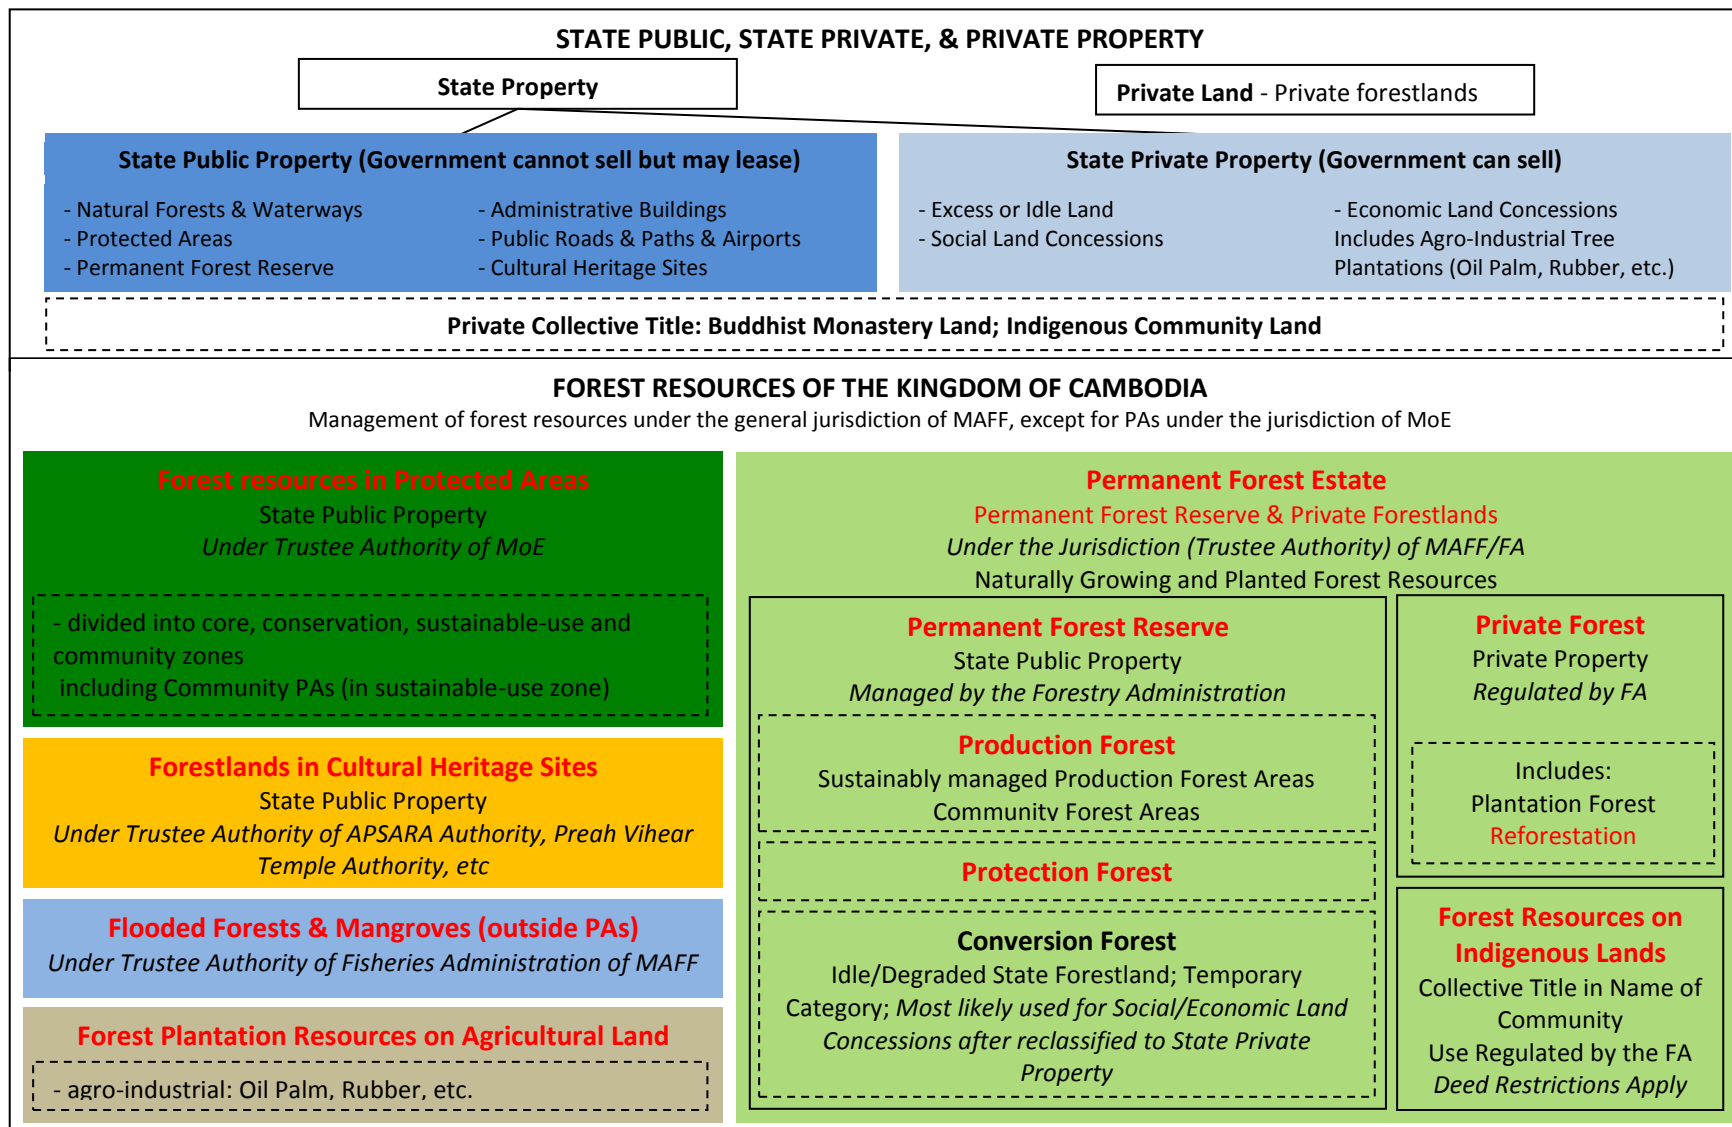 STATE PUBLIC, STATE PRIVATE, & PRIVATE PROPERTY
State Property
Private Land - Private forestlands
State Public Property (Government cannot sell but may lease)
- Natural Forests & Waterways
- Protected Areas
- Permanent Forest Reserve
- Administrative Buildings
- Public Roads & Paths & Airports
- Cultural Heritage Sites
State Private Property (Government can sell)
- Excess or Idle Land
- Social Land Concessions
- Economic Land Concessions
Includes Agro-Industrial Tree
Plantations (Oil Palm, Rubber, etc.)
Private Collective Title: Buddhist Monastery Land; Indigenous Community Land
FOREST RESOURCES OF THE KINGDOM OF CAMBODIA
Management of forest resources under the general jurisdiction of MAFF, except for PAs under the jurisdiction of MoE
Forest resources in Protected Areas
State Public Property
Under Trustee Authority of MoE
- divided into core, conservation, sustainable-use and
community zones
including Community PAs (in sustainable-use zone)
Forestlands in Cultural Heritage Sites
State Public Property
Under Trustee Authority of APSARA Authority, Preah Vihear
Temple Authority, etc
Flooded Forests & Mangroves (outside PAs)
Under Trustee Authority of Fisheries Administration of MAFF
Forest Plantation Resources on Agricultural Land
- agro-industrial: Oil Palm, Rubber, etc.
Permanent Forest Estate
Permanent Forest Reserve & Private Forestlands
Under the Jurisdiction (Trustee Authority) of MAFF/FA
Naturally Growing and Planted Forest Resources
Permanent Forest Reserve
State Public Property
Managed by the Forestry Administration
Production Forest
Sustainably managed Production Forest Areas
Community Forest Areas
Protection Forest
Conversion Forest
Idle/Degraded State Forestland; Temporary
Category; Most likely used for Social/Economic Land
Concessions after reclassified to State Private
Property
Private Forest
Private Property
Regulated by FA
Includes:
Plantation Forest
Reforestation
Forest Resources on
Indigenous Lands
Collective Title in Name of
Community
Use Regulated by the FA
Deed Restrictions Apply